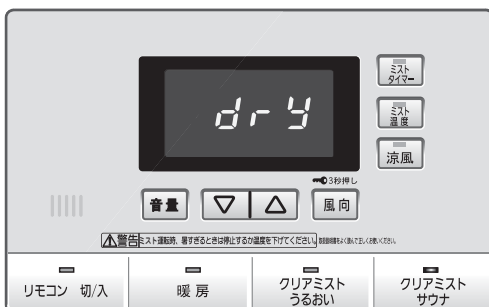 ミスト
タイマー
dry
ミスト
温度
涼風
3秒押し
音量
風向
警告 ミスト運転時、暑すぎるときは停止するか温度を下げてください。
リモコン 切/入
暖房
クリアミスト
うるおい
クリアミスト
サウナ